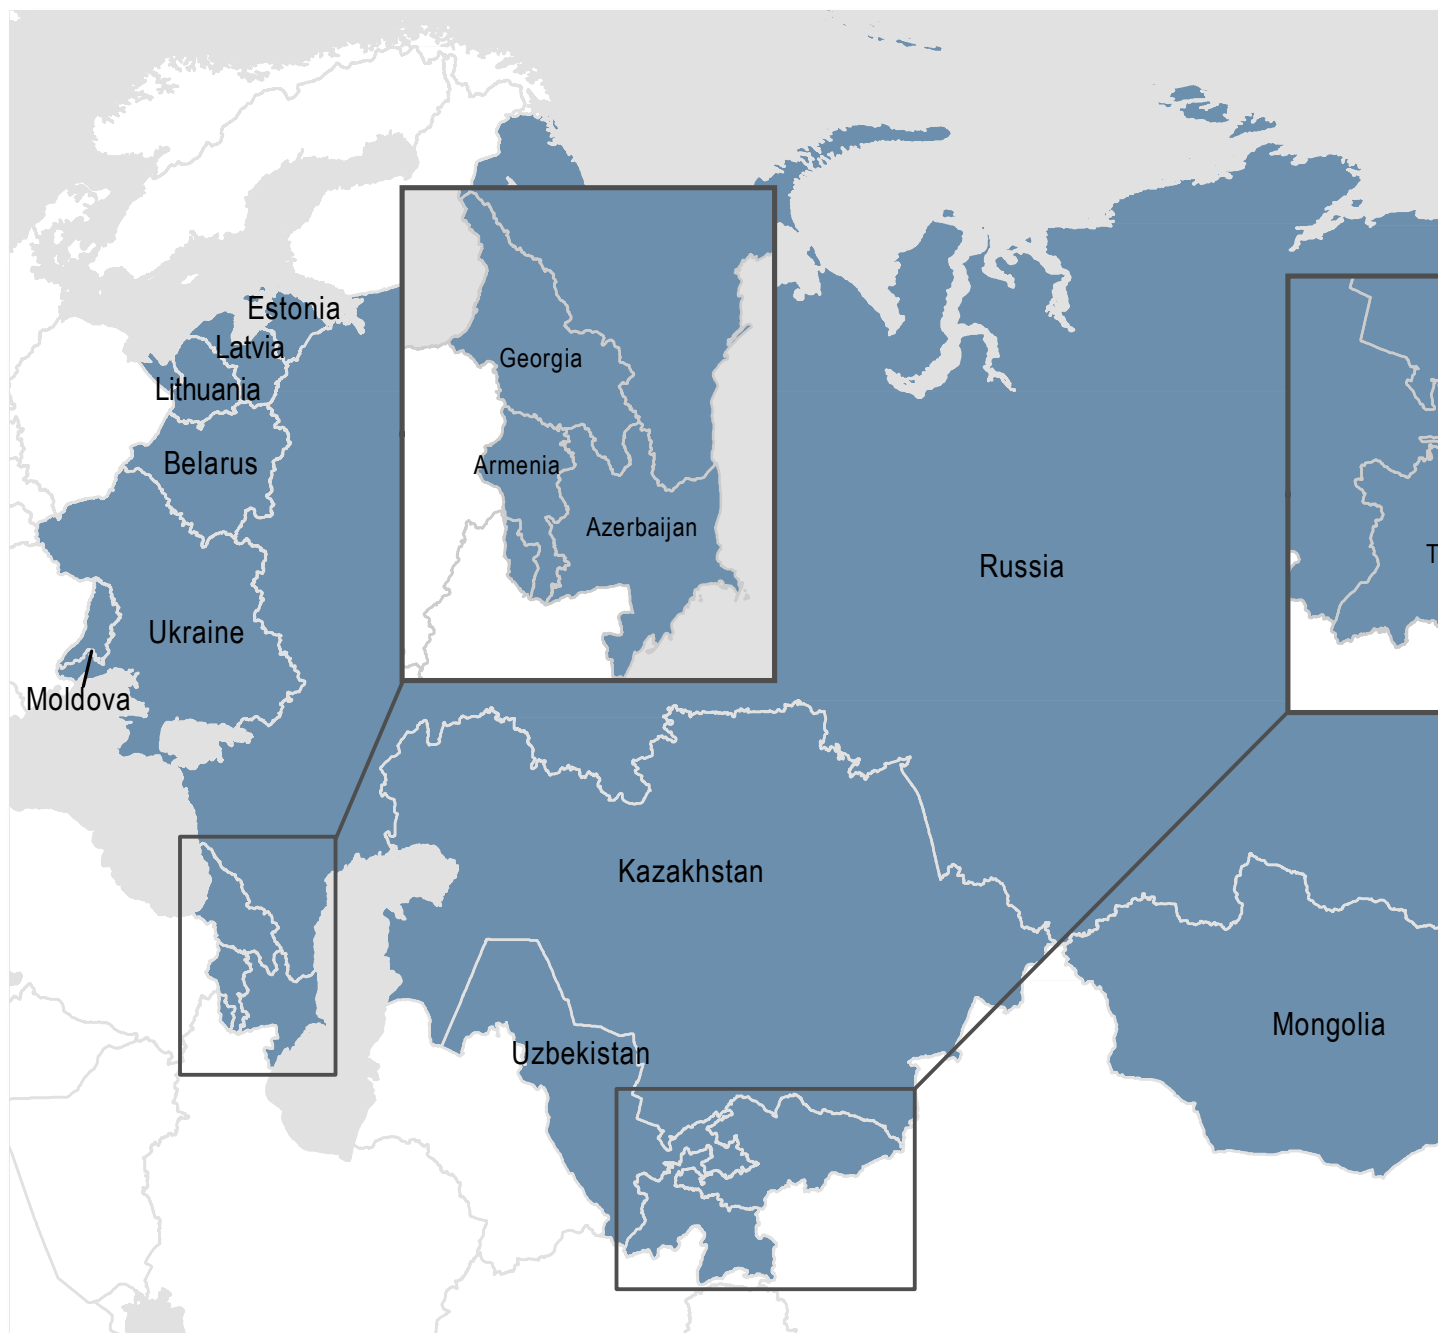 Estonia
Latvia
Lithuania
Georgia
Belarus
Armenia
Azerbaijan
T
Russia
Ukraine
Moldova
Kazakhstan
Mongolia
Uzbekistan